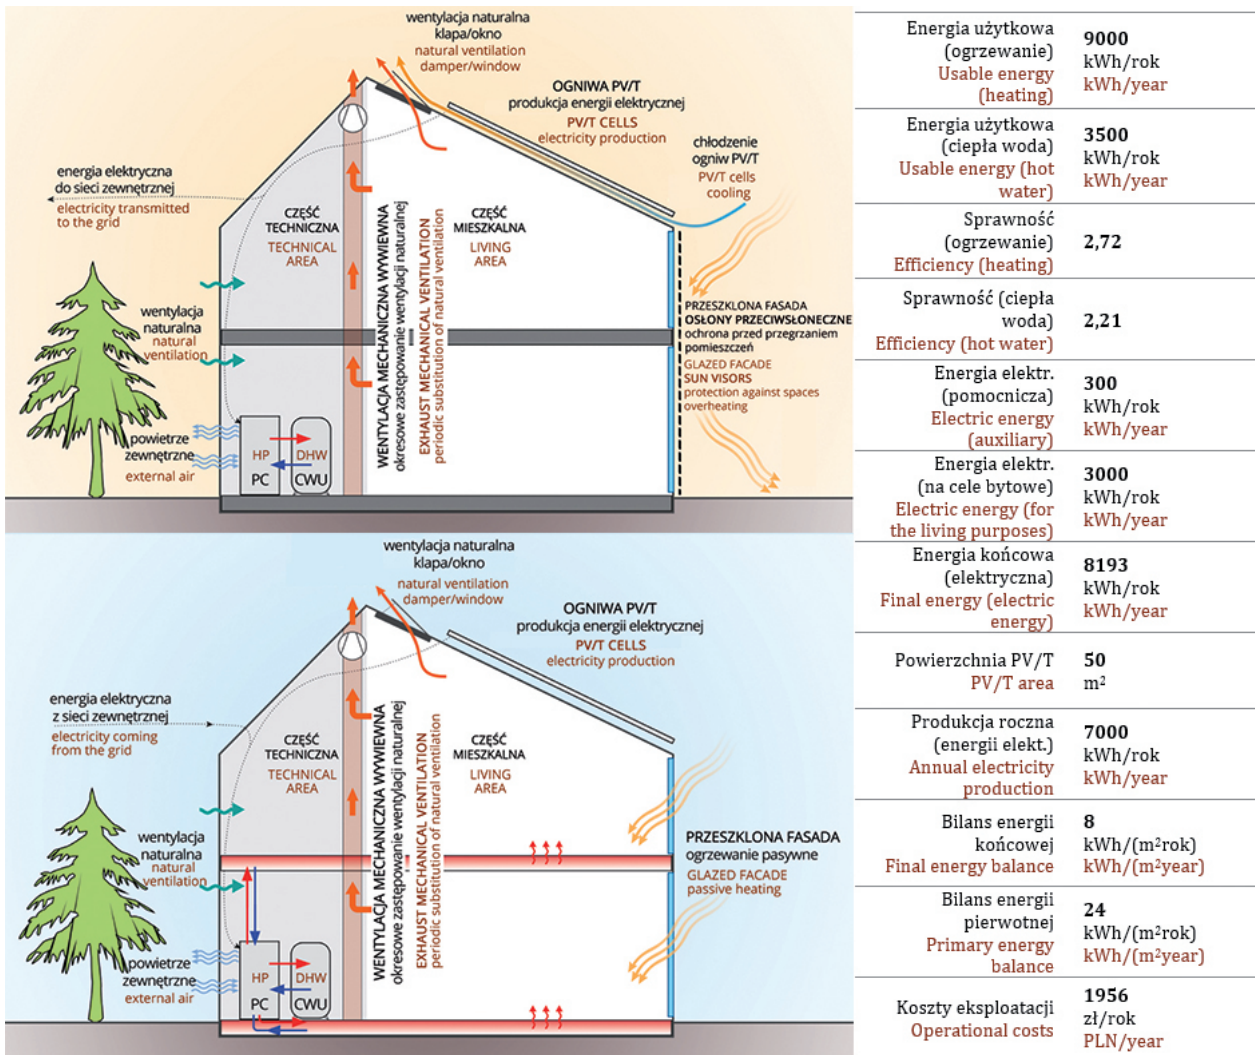 wentylacja naturalna
klapa/okno
natural ventilation
damper/window
OGNIWA PV/T
produkcja energii elektrycznej
PV/T CELLS
electricity production
chłodzenie
ogniw PV/T
PV/T cells
cooling
energia elektryczna
do sieci zewnętrznej
electricity transmitted
to the grid
CZĘŚĆ
TECHNICZNA
TECHNICAL
AREA
WENTYLACJA MECHANICZNA WYWIEWNA
okresowe zastępowanie wentylacji naturalnej
EXHAUST MECHANICAL VENTILATION
periodic substitution of natural ventilation
CZĘŚĆ
MIESZKALNA
LIVING
AREA
wentylacja
naturalna
natural
ventilation
PRZESZKLONA FASADA
OSŁONY PRZECIWSŁONECZNE
ochrona przed przegrzaniem
pomieszczeń
GLAZED FACADE
SUN VISORS
protection against spaces
overheating
powietrze
zewnętrzne
external air
HP
PC
DHW
CWU
wentylacja naturalna
klapa/okno
natural ventilation
damper/window
OGNIWA PV/T
produkcja energii elektrycznej
PV/T CELLS
electricity production
energia elektryczna
z sieci zewnętrznej
electricity coming
from the grid
CZĘŚĆ
TECHNICZNA
TECHNICAL
AREA
WENTYLACJA MECHANICZNA WYWIEWNA
okresowe zastępowanie wentylacji naturalnej
EXHAUST MECHANICAL VENTILATION
periodic substitution of natural ventilation
CZĘŚĆ
MIESZKALNA
LIVING
AREA
wentylacja
naturalna
natural
ventilation
PRZESZKLONA FASADA
ogrzewanie pasywne
GLAZED FACADE
passive heating
powietrze
zewnętrzne
external air
HP
PC
DHW
CWU
Energia użytkowa
(ogrzewanie)
Usable energy
(heating)
9000
kWh/rok
kWh/year
Energia użytkowa
(ciepła woda)
Usable energy (hot
water)
3500
kWh/rok
kWh/year
Sprawność
(ogrzewanie)
Efficiency (heating)
2,72
Sprawność (ciepła
woda)
Efficiency (hot water)
2,21
Energia elektr.
(pomocnicza)
Electric energy
(auxiliary)
300
kWh/rok
kWh/year
Energia elektr.
(na cele bytowe)
Electric energy (for
the living purposes)
3000
kWh/rok
kWh/year
Energia końcowa
(elektryczna)
Final energy (electric
energy)
8193
kWh/rok
kWh/year
Powierzchnia PV/T
PV/T area
50
m²
Produkcja roczna
(energii elekt.)
Annual electricity
production
7000
kWh/rok
kWh/year
Bilans energii
końcowej
Final energy balance
8
kWh/(m²rok)
kWh/(m²year)
Bilans energii
pierwotnej
Primary energy
balance
24
kWh/(m²rok)
kWh/(m²year)
Koszty eksploatacji
Operational costs
1956
zł/rok
PLN/year